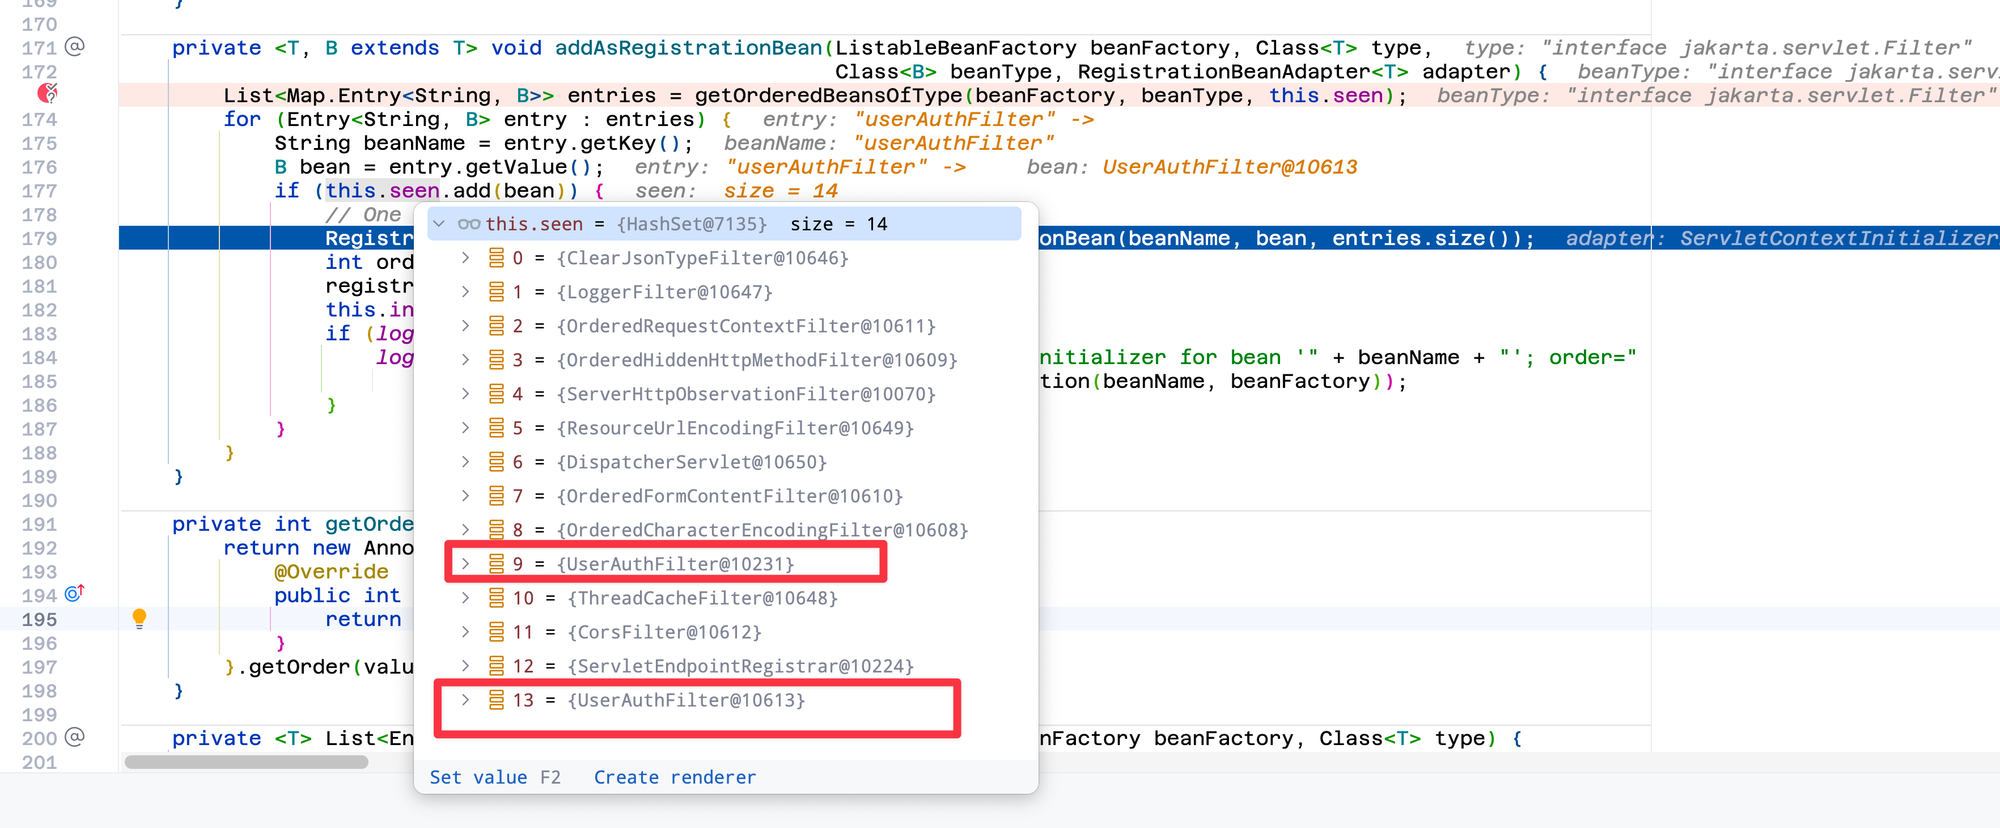 169 }
170
171 @ private <T, B extends T> void addAsRegistrationBean(ListableBeanFactory beanFactory, Class<T> type,  type: "interface jakarta.servlet.Filter"
172 Class<B> beanType, RegistrationBeanAdapter<T> adapter) {  beanType: "interface jakarta.serv
List<Map.Entry<String, B>> entries = getOrderedBeansOfType(beanFactory, beanType, this.seen);  beanType: "interface jakarta.servlet.Filter"
174 for (Entry<String, B> entry : entries) {  entry: "userAuthFilter" ->
175 String beanName = entry.getKey();  beanName: "userAuthFilter"
176 B bean = entry.getValue();  entry: "userAuthFilter" ->  bean: UserAuthFilter@10613
177 if (this.seen.add(bean)) {  seen:  size = 14
178 // One
this.seen = {HashSet@7135}  size = 14
179 Registr onBean(beanName, bean, entries.size());  adapter: ServletContextInitializer
0 = {ClearJsonTypeFilter@10646}
180 int ord
181 registr
1 = {LoggerFilter@10647}
182 this.in
2 = {OrderedRequestContextFilter@10611}
183 if (log
184 log nitializer for bean '" + beanName + "'; order="
3 = {OrderedHiddenHttpMethodFilter@10609}
185 tion(beanName, beanFactory));
4 = {ServerHttpObservationFilter@10070}
186 }
187 }
5 = {ResourceUrlEncodingFilter@10649}
188 }
6 = {DispatcherServlet@10650}
189 }
190
7 = {OrderedFormContentFilter@10610}
191 private int getOrde
8 = {OrderedCharacterEncodingFilter@10608}
192 return new Anno
9 = {UserAuthFilter@10231}
193 @Override
194 public int
10 = {ThreadCacheFilter@10648}
195 return
11 = {CorsFilter@10612}
196 }
197 }.getOrder(valu
12 = {ServletEndpointRegistrar@10224}
198 }
13 = {UserAuthFilter@10613}
199
200 @ private <T> List<En nFactory beanFactory, Class<T> type) {
201
Set value F2  Create renderer